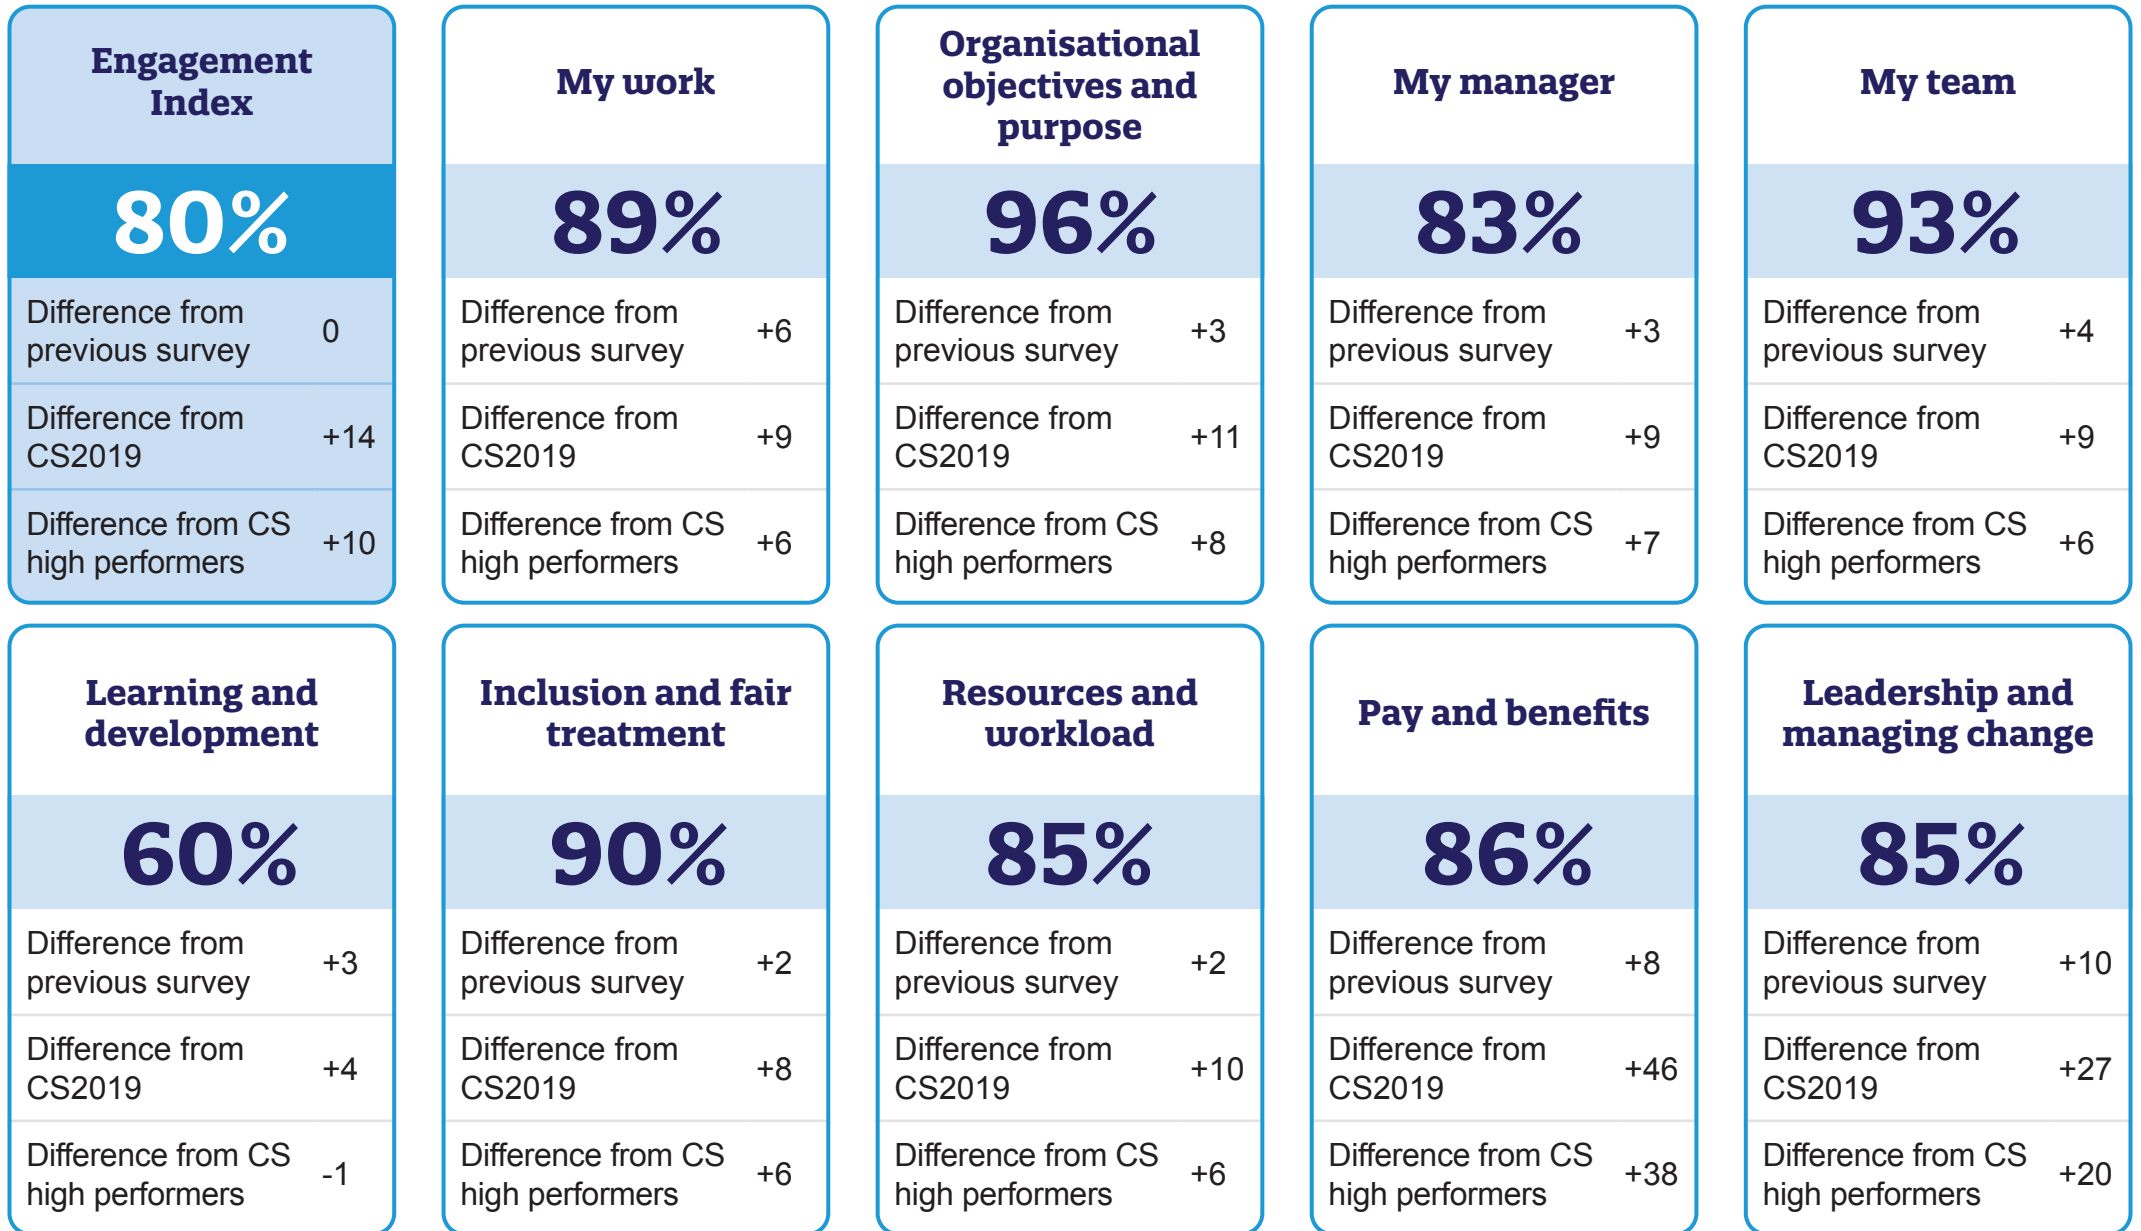 Engagement
Index
80%
Difference from
previous survey 0
Difference from
CS2019 +14
Difference from CS
high performers +10
My work
89%
Difference from
previous survey +6
Difference from
CS2019 +9
Difference from CS
high performers +6
Organisational
objectives and
purpose
96%
Difference from
previous survey +3
Difference from
CS2019 +11
Difference from CS
high performers +8
My manager
83%
Difference from
previous survey +3
Difference from
CS2019 +9
Difference from CS
high performers +7
My team
93%
Difference from
previous survey +4
Difference from
CS2019 +9
Difference from CS
high performers +6
Learning and
development
60%
Difference from
previous survey +3
Difference from
CS2019 +4
Difference from CS
high performers -1
Inclusion and fair
treatment
90%
Difference from
previous survey +2
Difference from
CS2019 +8
Difference from CS
high performers +6
Resources and
workload
85%
Difference from
previous survey +2
Difference from
CS2019 +10
Difference from CS
high performers +6
Pay and benefits
86%
Difference from
previous survey +8
Difference from
CS2019 +46
Difference from CS
high performers +38
Leadership and
managing change
85%
Difference from
previous survey +10
Difference from
CS2019 +27
Difference from CS
high performers +20